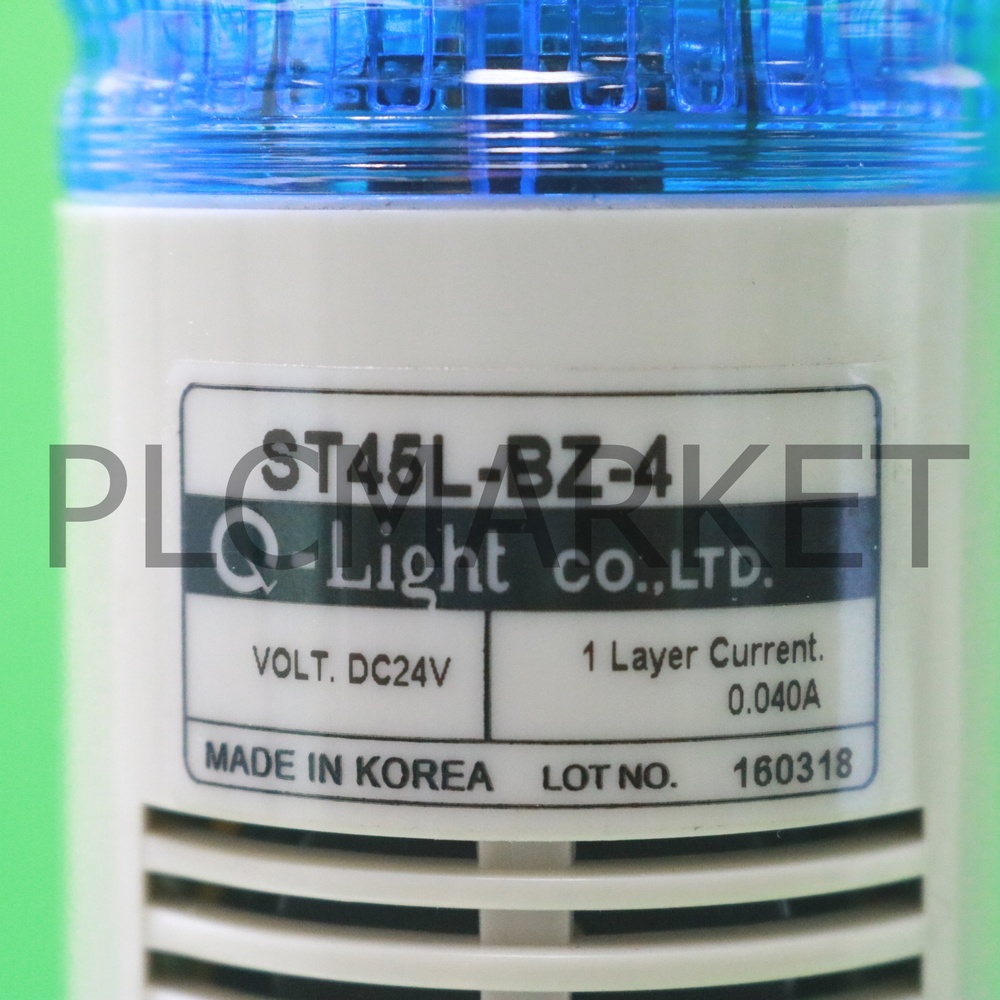 ST45L-BZ-4
PLCMARKET
Q Light CO.,LTD.
VOLT. DC24V
1 Layer Current.
0.040A
MADE IN KOREA LOT NO. 160318